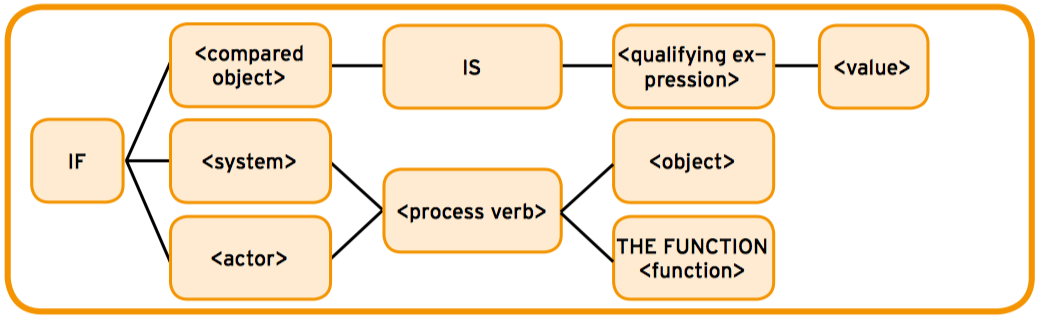 <compared
object>
IS
<qualifying ex–
pression>
<value>
IF
<system>
<object>
<process verb>
<actor>
THE FUNCTION
<function>